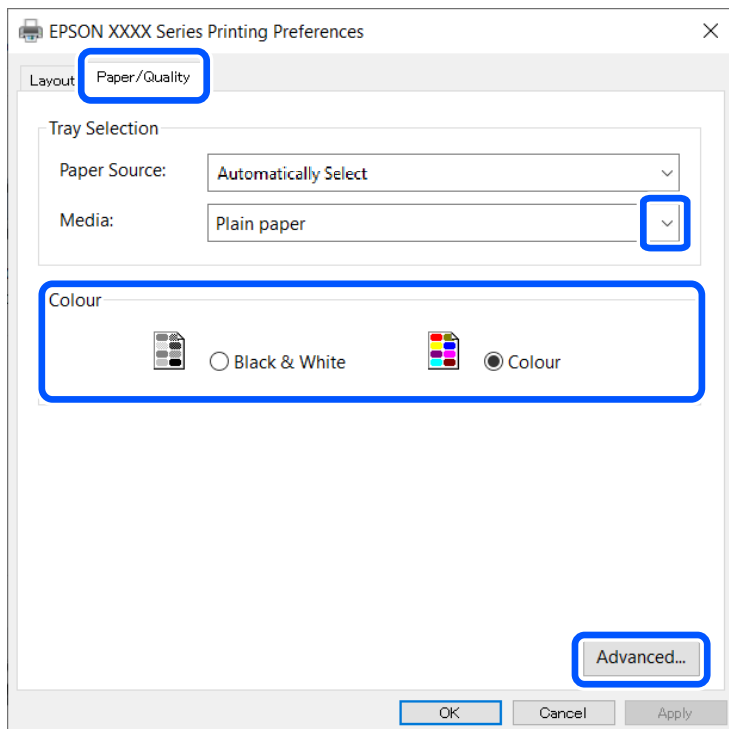 EPSON XXXX Series Printing Preferences
Layout Paper/Quality
Tray Selection
Paper Source: Automatically Select
Media: Plain paper
Colour
Black & White Colour
Advanced...
OK Cancel Apply